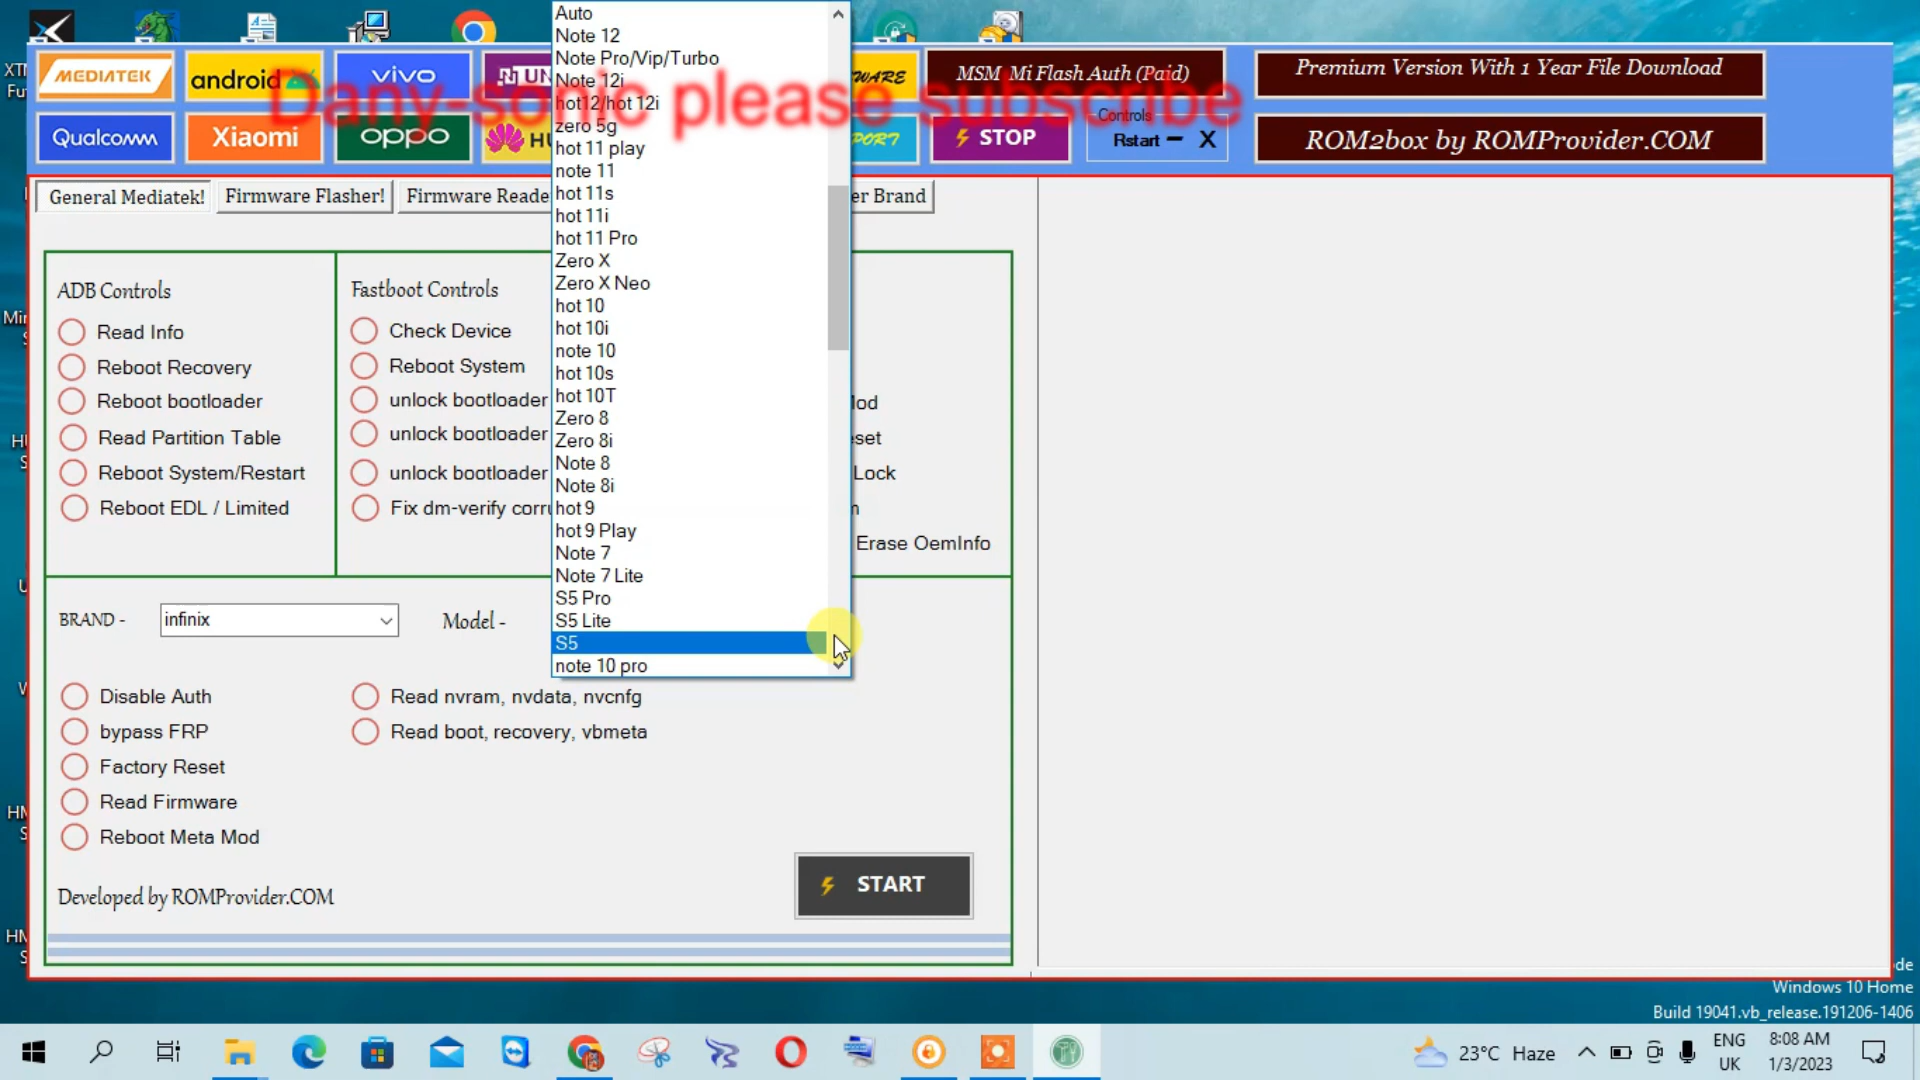 MEDIATEK
android
vivo
MSM Mi Flash Auth (Paid)
Premium Version With 1 Year File Download
Dany-sonic please subscribe
Qualcomm
Xiaomi
oppo
STOP
Controls
Rstart
X
ROM2box by ROMProvider.COM
General Mediatek!
Firmware Flasher!
Firmware Reade
er Brand
Auto
Note 12
Note Pro/Vip/Turbo
Note 12i
hot12/hot 12i
zero 5g
hot 11 play
note 11
hot 11s
hot 11i
hot 11 Pro
Zero X
Zero X Neo
hot 10
hot 10i
note 10
hot 10s
hot 10T
Zero 8
Zero 8i
Note 8
Note 8i
hot 9
hot 9 Play
Note 7
Note 7 Lite
S5 Pro
S5 Lite
S5
note 10 pro
ADB Controls
Read Info
Reboot Recovery
Reboot bootloader
Read Partition Table
Reboot System/Restart
Reboot EDL / Limited
Fastboot Controls
Check Device
Reboot System
unlock bootloader
unlock bootloader
unlock bootloader
Fix dm-verify corru
Lock
Erase OemInfo
BRAND -
infinix
Model -
Disable Auth
bypass FRP
Factory Reset
Read Firmware
Reboot Meta Mod
Read nvram, nvdata, nvcnfg
Read boot, recovery, vbmeta
START
Developed by ROMProvider.COM
Windows 10 Home
Build 19041.vb_release.191206-1406
23°C Haze
ENG
UK
8:08 AM
1/3/2023